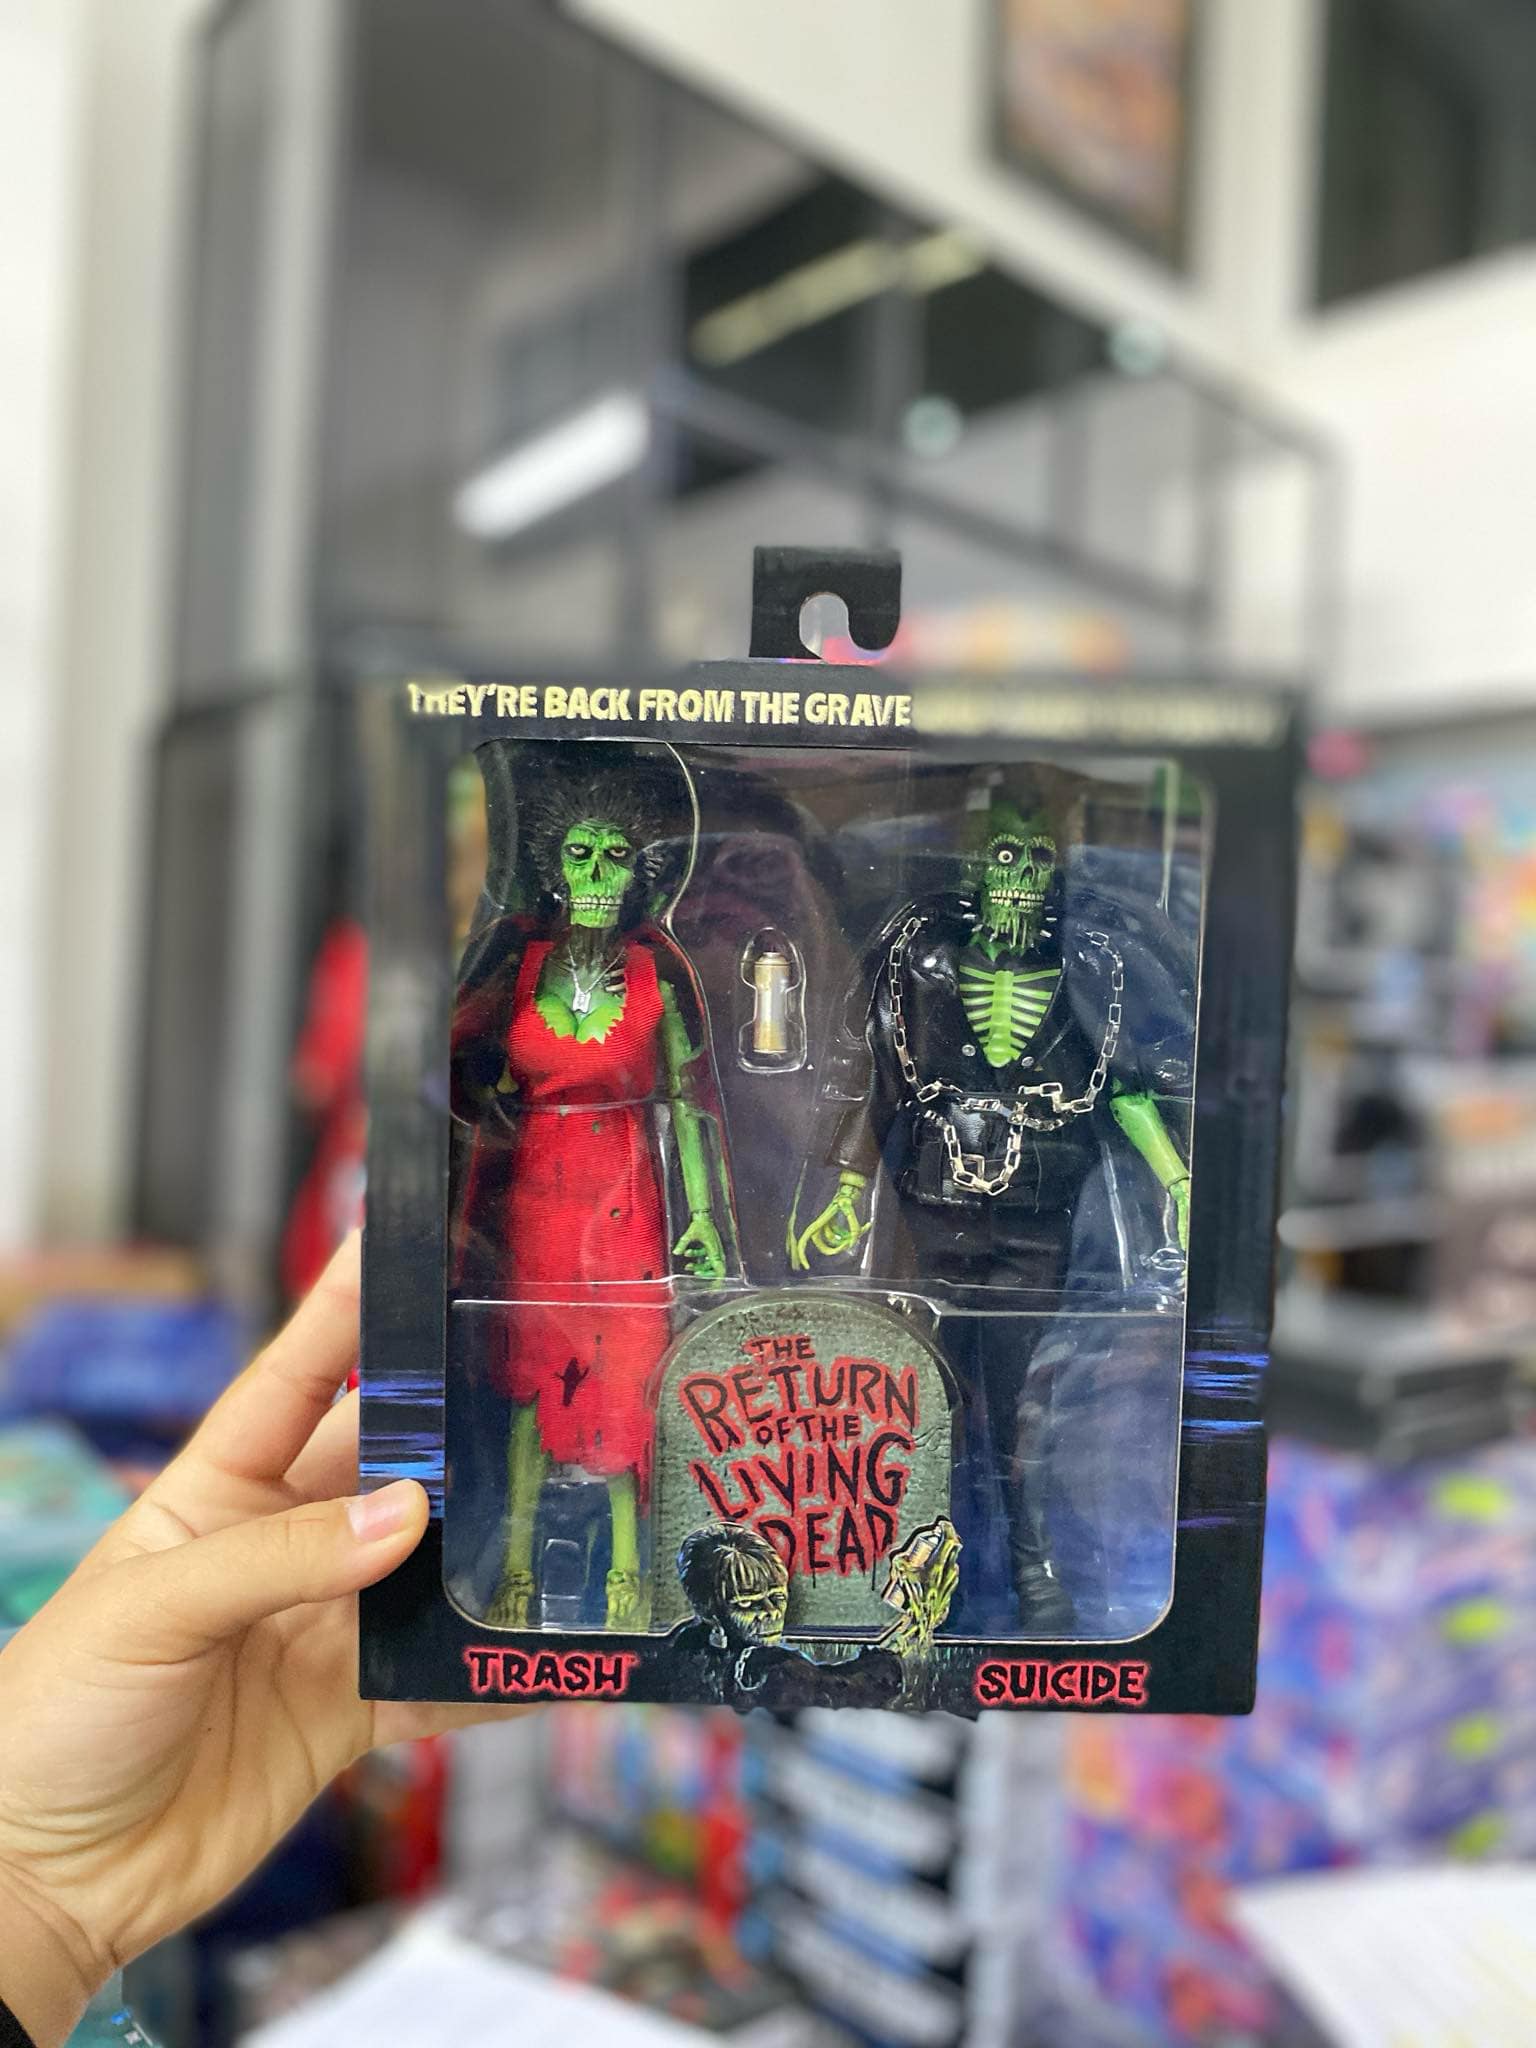 THEY'RE BACK FROM THE GRAVE
THE
RETURN
OF THE
LIVING
DEAD
TRASH
SUICIDE